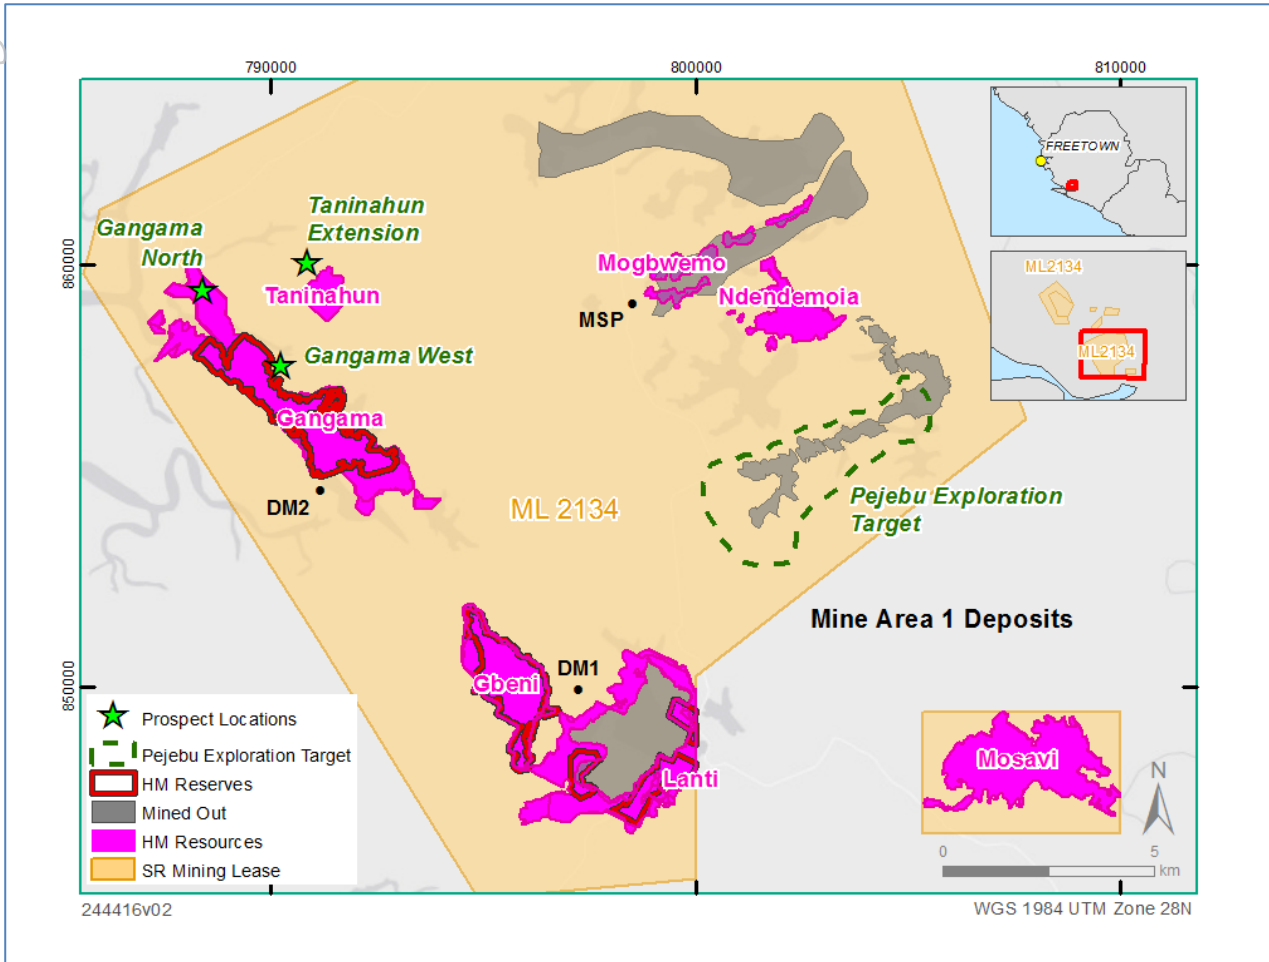 790000
800000
810000
860000
850000
FREETOWN
ML2134
ML2134
Taninahun
Extension
Gangama
North
Taninahun
Gangama West
Gangama
DM2
Mogbwemo
Ndendemoia
MSP
ML 2134
Pejebu Exploration
Target
Mine Area 1 Deposits
DM1
Gbeni
Lanti
Mosavi
N
0 5
km
Prospect Locations
Pejebu Exploration Target
HM Reserves
Mined Out
HM Resources
SR Mining Lease
244416v02
WGS 1984 UTM Zone 28N